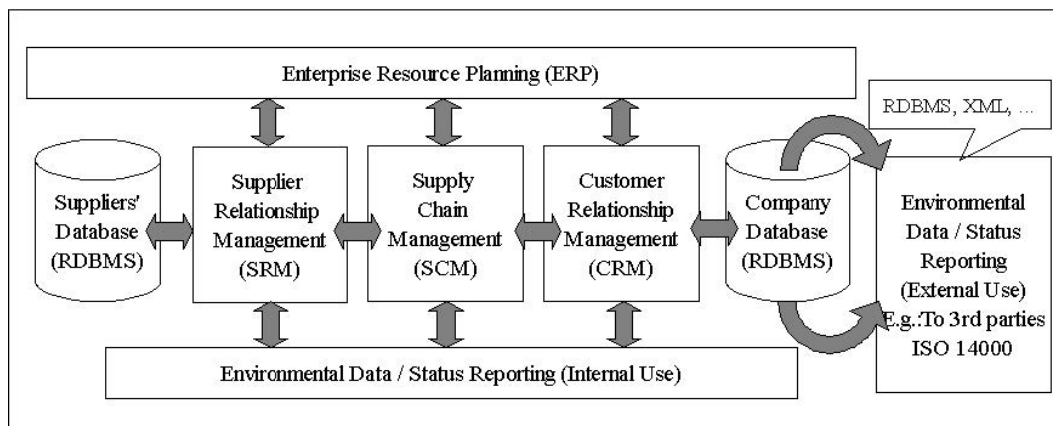 Enterprise Resource Planning (ERP)
RDBMS, XML, ...
Suppliers'
Database
(RDBMS)
Supplier
Relationship
Management
(SRM)
Supply
Chain
Management
(SCM)
Customer
Relationship
Management
(CRM)
Company
Database
(RDBMS)
Environmental
Data / Status
Reporting
(External Use)
E.g.:To 3rd parties
ISO 14000
Environmental Data / Status Reporting (Internal Use)